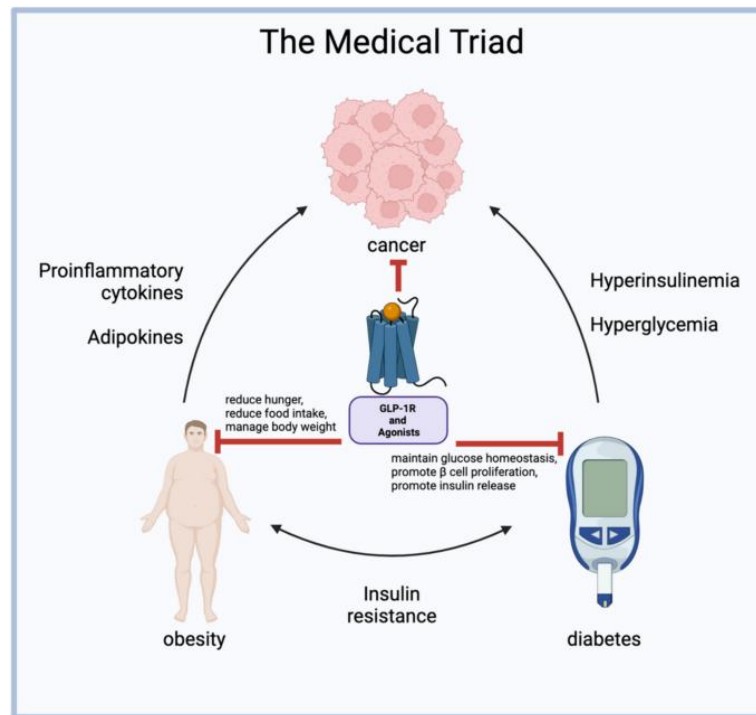 The Medical Triad
cancer
Proinflammatory
cytokines
Adipokines
Hyperinsulinemia
Hyperglycemia
GLP-1R
and
Agonists
reduce hunger,
reduce food intake,
manage body weight
maintain glucose homeostasis,
promote β cell proliferation,
promote insulin release
Insulin
resistance
obesity
diabetes